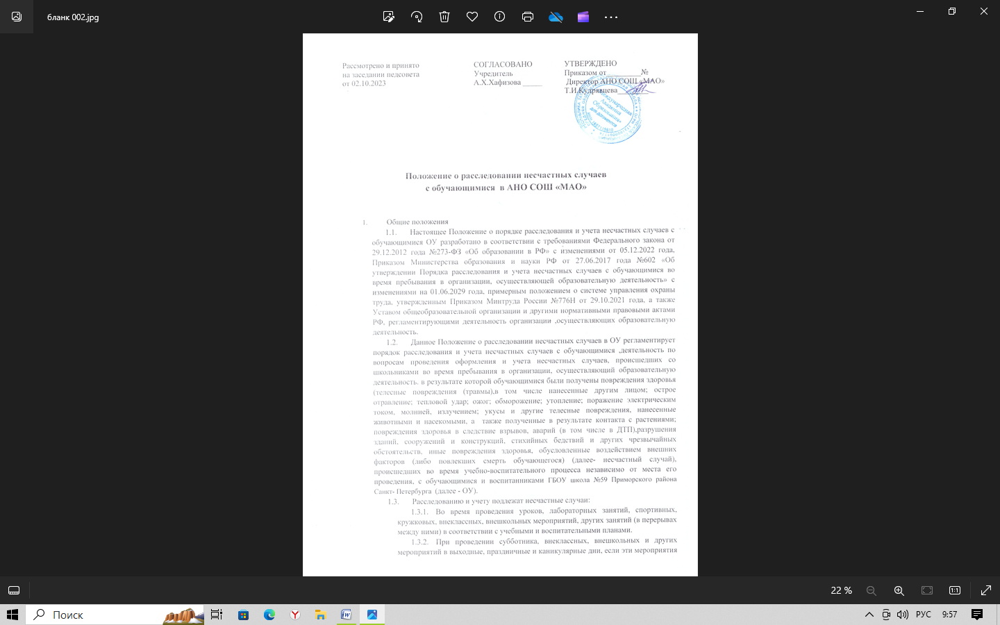 бланк 002.jpg
Рассмотрено и принято
на заседании педсовета
от 02.10.2023
СОГЛАСОВАНО
Учредитель
А.Х.Хафизова _____
УТВЕРЖДЕНО
Приказом от_________№
Директор АНО СОШ «МАО»
Т.И.Кудрявцева________
Международная
Академия
Образования»
для документов
Положение о расследовании несчастных случаев
с обучающимися в АНО СОШ «МАО»
1. Общие положения
1.1. Настоящее Положение о порядке расследования и учета несчастных случаев с
обучающимися ОУ разработано в соответствии с требованиями Федерального закона от
29.12.2012 года №273-ФЗ «Об образовании в РФ» с изменениями от 05.12.2022 года,
Приказом Министерства образования и науки РФ от 27.06.2017 года №602 «Об
утверждении Порядка расследования и учета несчастных случаев с обучающимися во
время пребывания в организации, осуществляющей образовательную деятельность» с
изменениями на 01.06.2029 года, примерным положением о системе управления охраны
труда, утвержденным Приказом Минтруда России №776Н от 29.10.2021 года, а также
Уставом общеобразовательной организации и другими нормативными правовыми актами
РФ, регламентирующими деятельность организации ,осуществляющих образовательную
деятельность.
1.2. Данное Положение о расследовании несчастных случаев в ОУ регламентирует
порядок расследования и учета несчастных случаев с обучающимися ,деятельность по
вопросам проведения оформления и учета несчастных случаев, происшедших со
школьниками во время пребывания в организации, осуществляющий образовательную
деятельность. в результате которой обучающимися были получены повреждения здоровья
(телесные повреждения (травмы),в том числе нанесенные другим лицом; острое
отравление; тепловой удар; ожог; обморожение; утопление; поражение электрическим
током, молнией, излучением; укусы и другие телесные повреждения, нанесенные
животными и насекомыми, а также полученные в результате контакта с растениями;
повреждения здоровья в следствие взрывов, аварий (в том числе в ДТП),разрушения
зданий, сооружений и конструкций, стихийных бедствий и других чрезвычайных
обстоятельств, иные повреждения здоровья, обусловленные воздействием внешних
факторов (либо повлекших смерть обучающегося) (далее- несчастный случай),
происшедших во время учебно-воспитательного процесса независимо от места его
проведения, с обучающимися и воспитанниками ГБОУ школа №59 Приморского района
Санкт- Петербурга (далее - ОУ).
1.3. Расследованию и учету подлежат несчастные случаи:
1.3.1. Во время проведения уроков, лабораторных занятий, спортивных,
кружковых, внеклассных, внешкольных мероприятий, других занятий (в перерывах
между ними) в соответствии с учебными и воспитательными планами.
1.3.2. При проведении субботника, внеклассных, внешкольных и других
мероприятий в выходные, праздничные и каникулярные дни, если эти мероприятия
22 %
Поиск
РУС
9:57